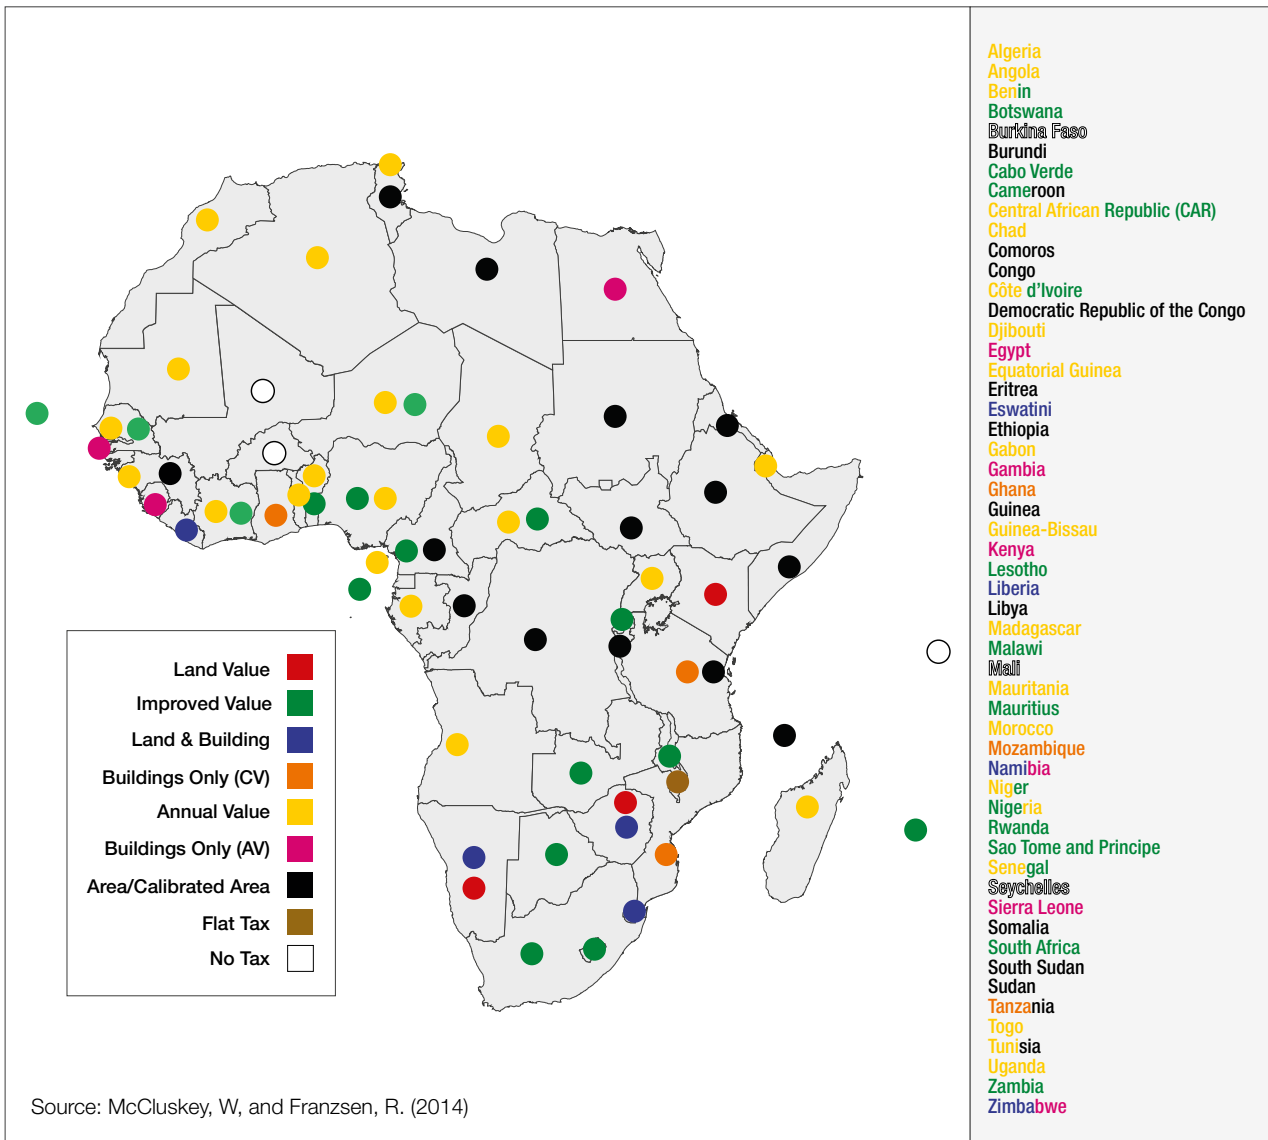 Land Value
Improved Value
Land & Building
Buildings Only (CV)
Annual Value
Buildings Only (AV)
Area/Calibrated Area
Flat Tax
No Tax
Source: McCluskey, W, and Franzsen, R. (2014)
Algeria
Angola
Benin
Botswana
Burkina Faso
Burundi
Cabo Verde
Cameroon
Central African Republic (CAR)
Chad
Comoros
Congo
Côte d'Ivoire
Democratic Republic of the Congo
Djibouti
Egypt
Equatorial Guinea
Eritrea
Eswatini
Ethiopia
Gabon
Gambia
Ghana
Guinea
Guinea-Bissau
Kenya
Lesotho
Liberia
Libya
Madagascar
Malawi
Mali
Mauritania
Mauritius
Morocco
Mozambique
Namibia
Niger
Nigeria
Rwanda
Sao Tome and Principe
Senegal
Seychelles
Sierra Leone
Somalia
South Africa
South Sudan
Sudan
Tanzania
Togo
Tunisia
Uganda
Zambia
Zimbabwe